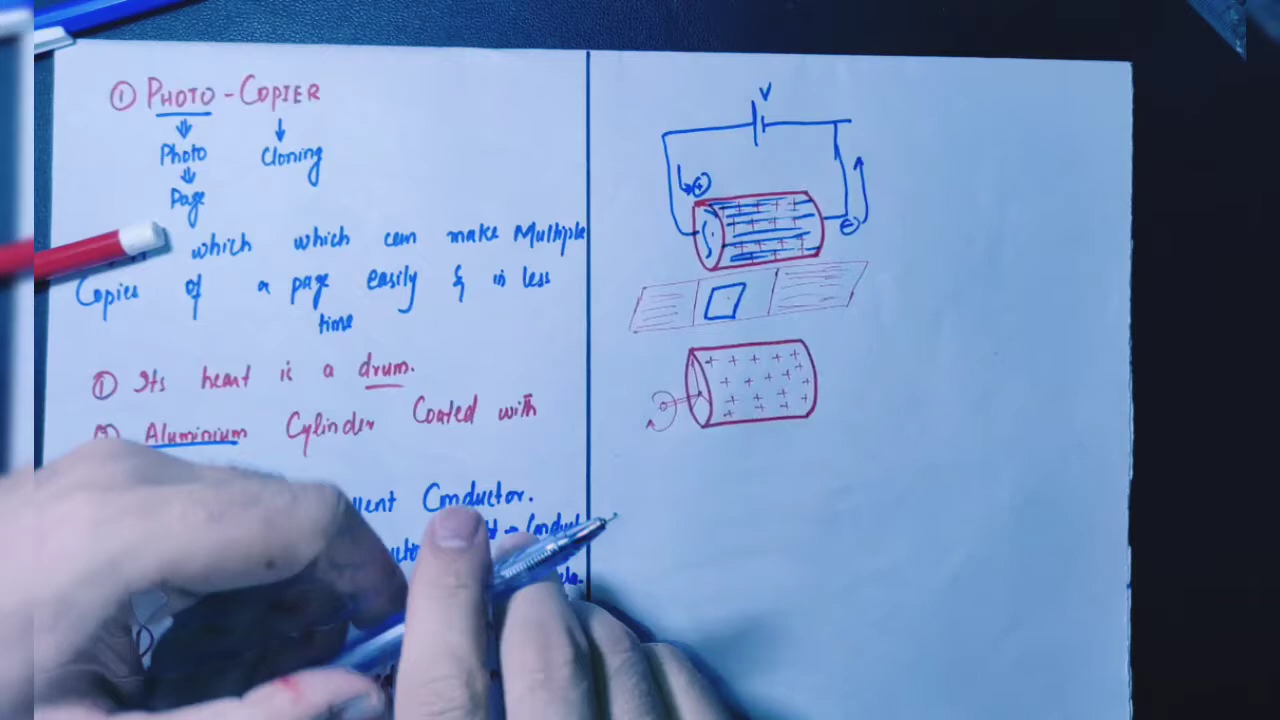 ① PHOTO - COPIER
Photo Cloning
Page
which which can make Multiple
Copies of a page easily & in less
time
① Its heart is a drum.
Aluminium Cylinder Coated with
Conductor.
V
+
-